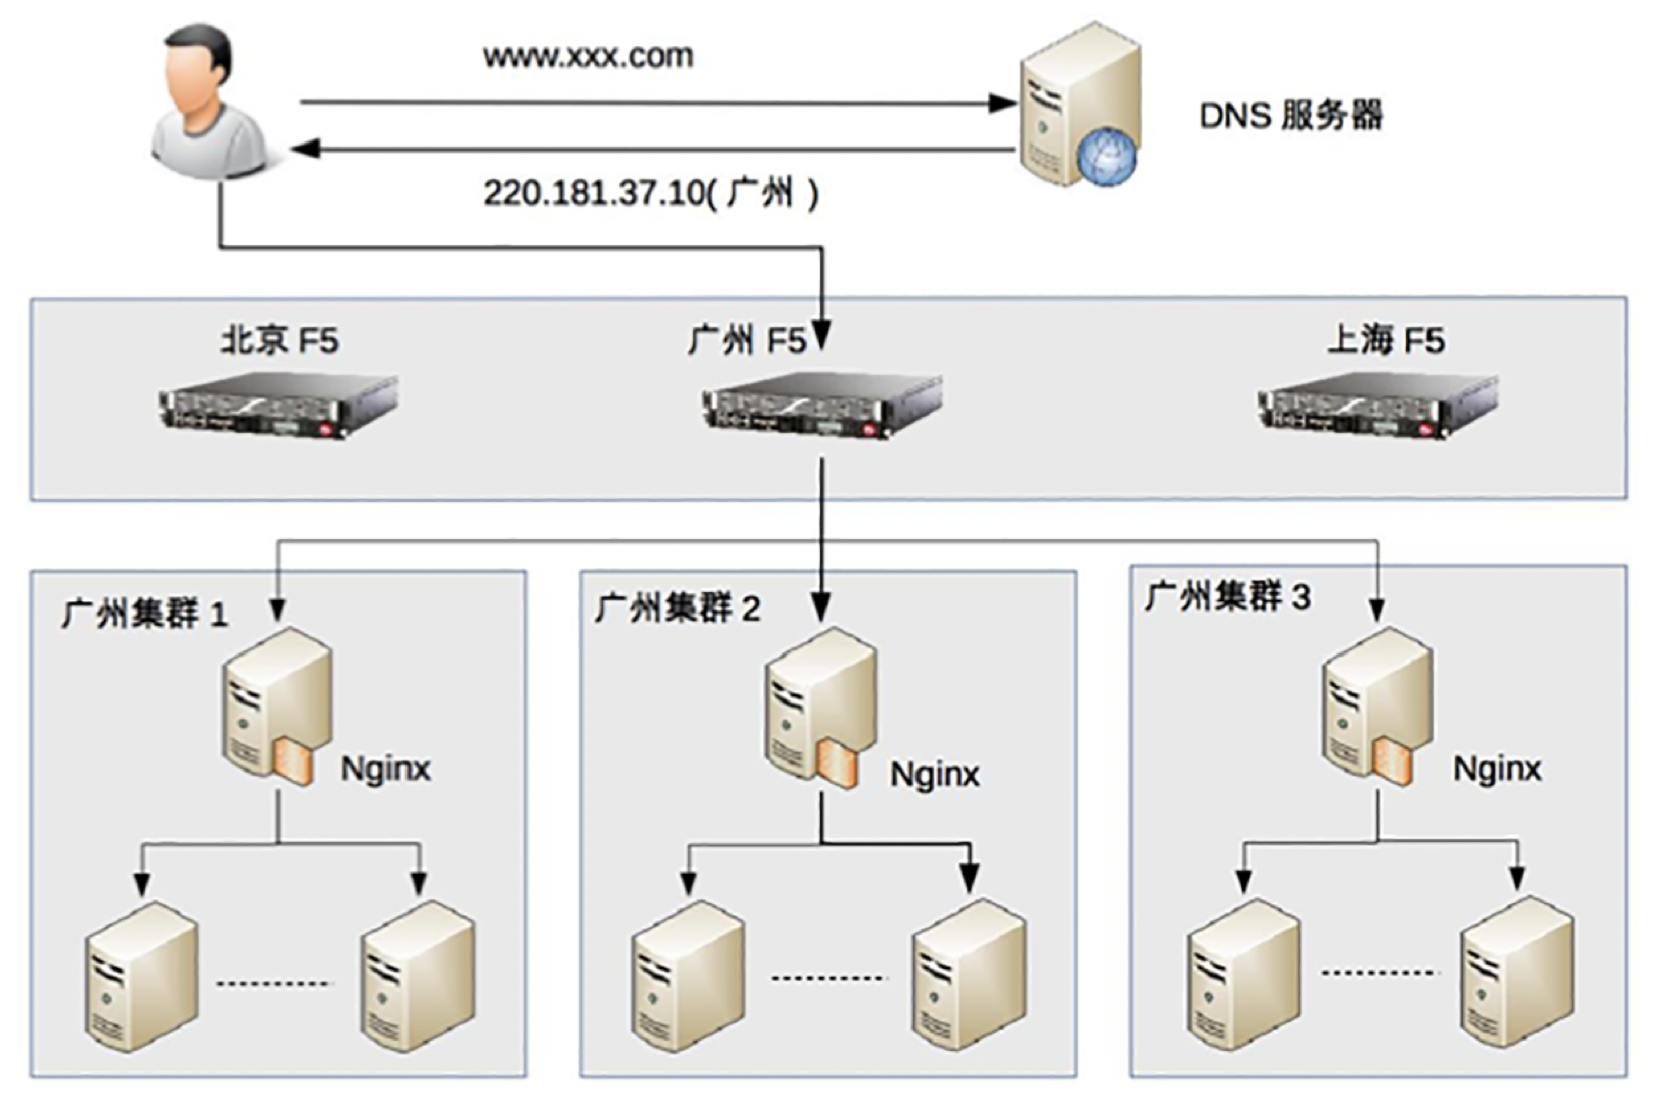 www.xxx.com
DNS 服务器
220.181.37.10( 广州 )
北京 F5
广州 F5
上海 F5
广州集群 1
广州集群 2
广州集群 3
Nginx
Nginx
Nginx